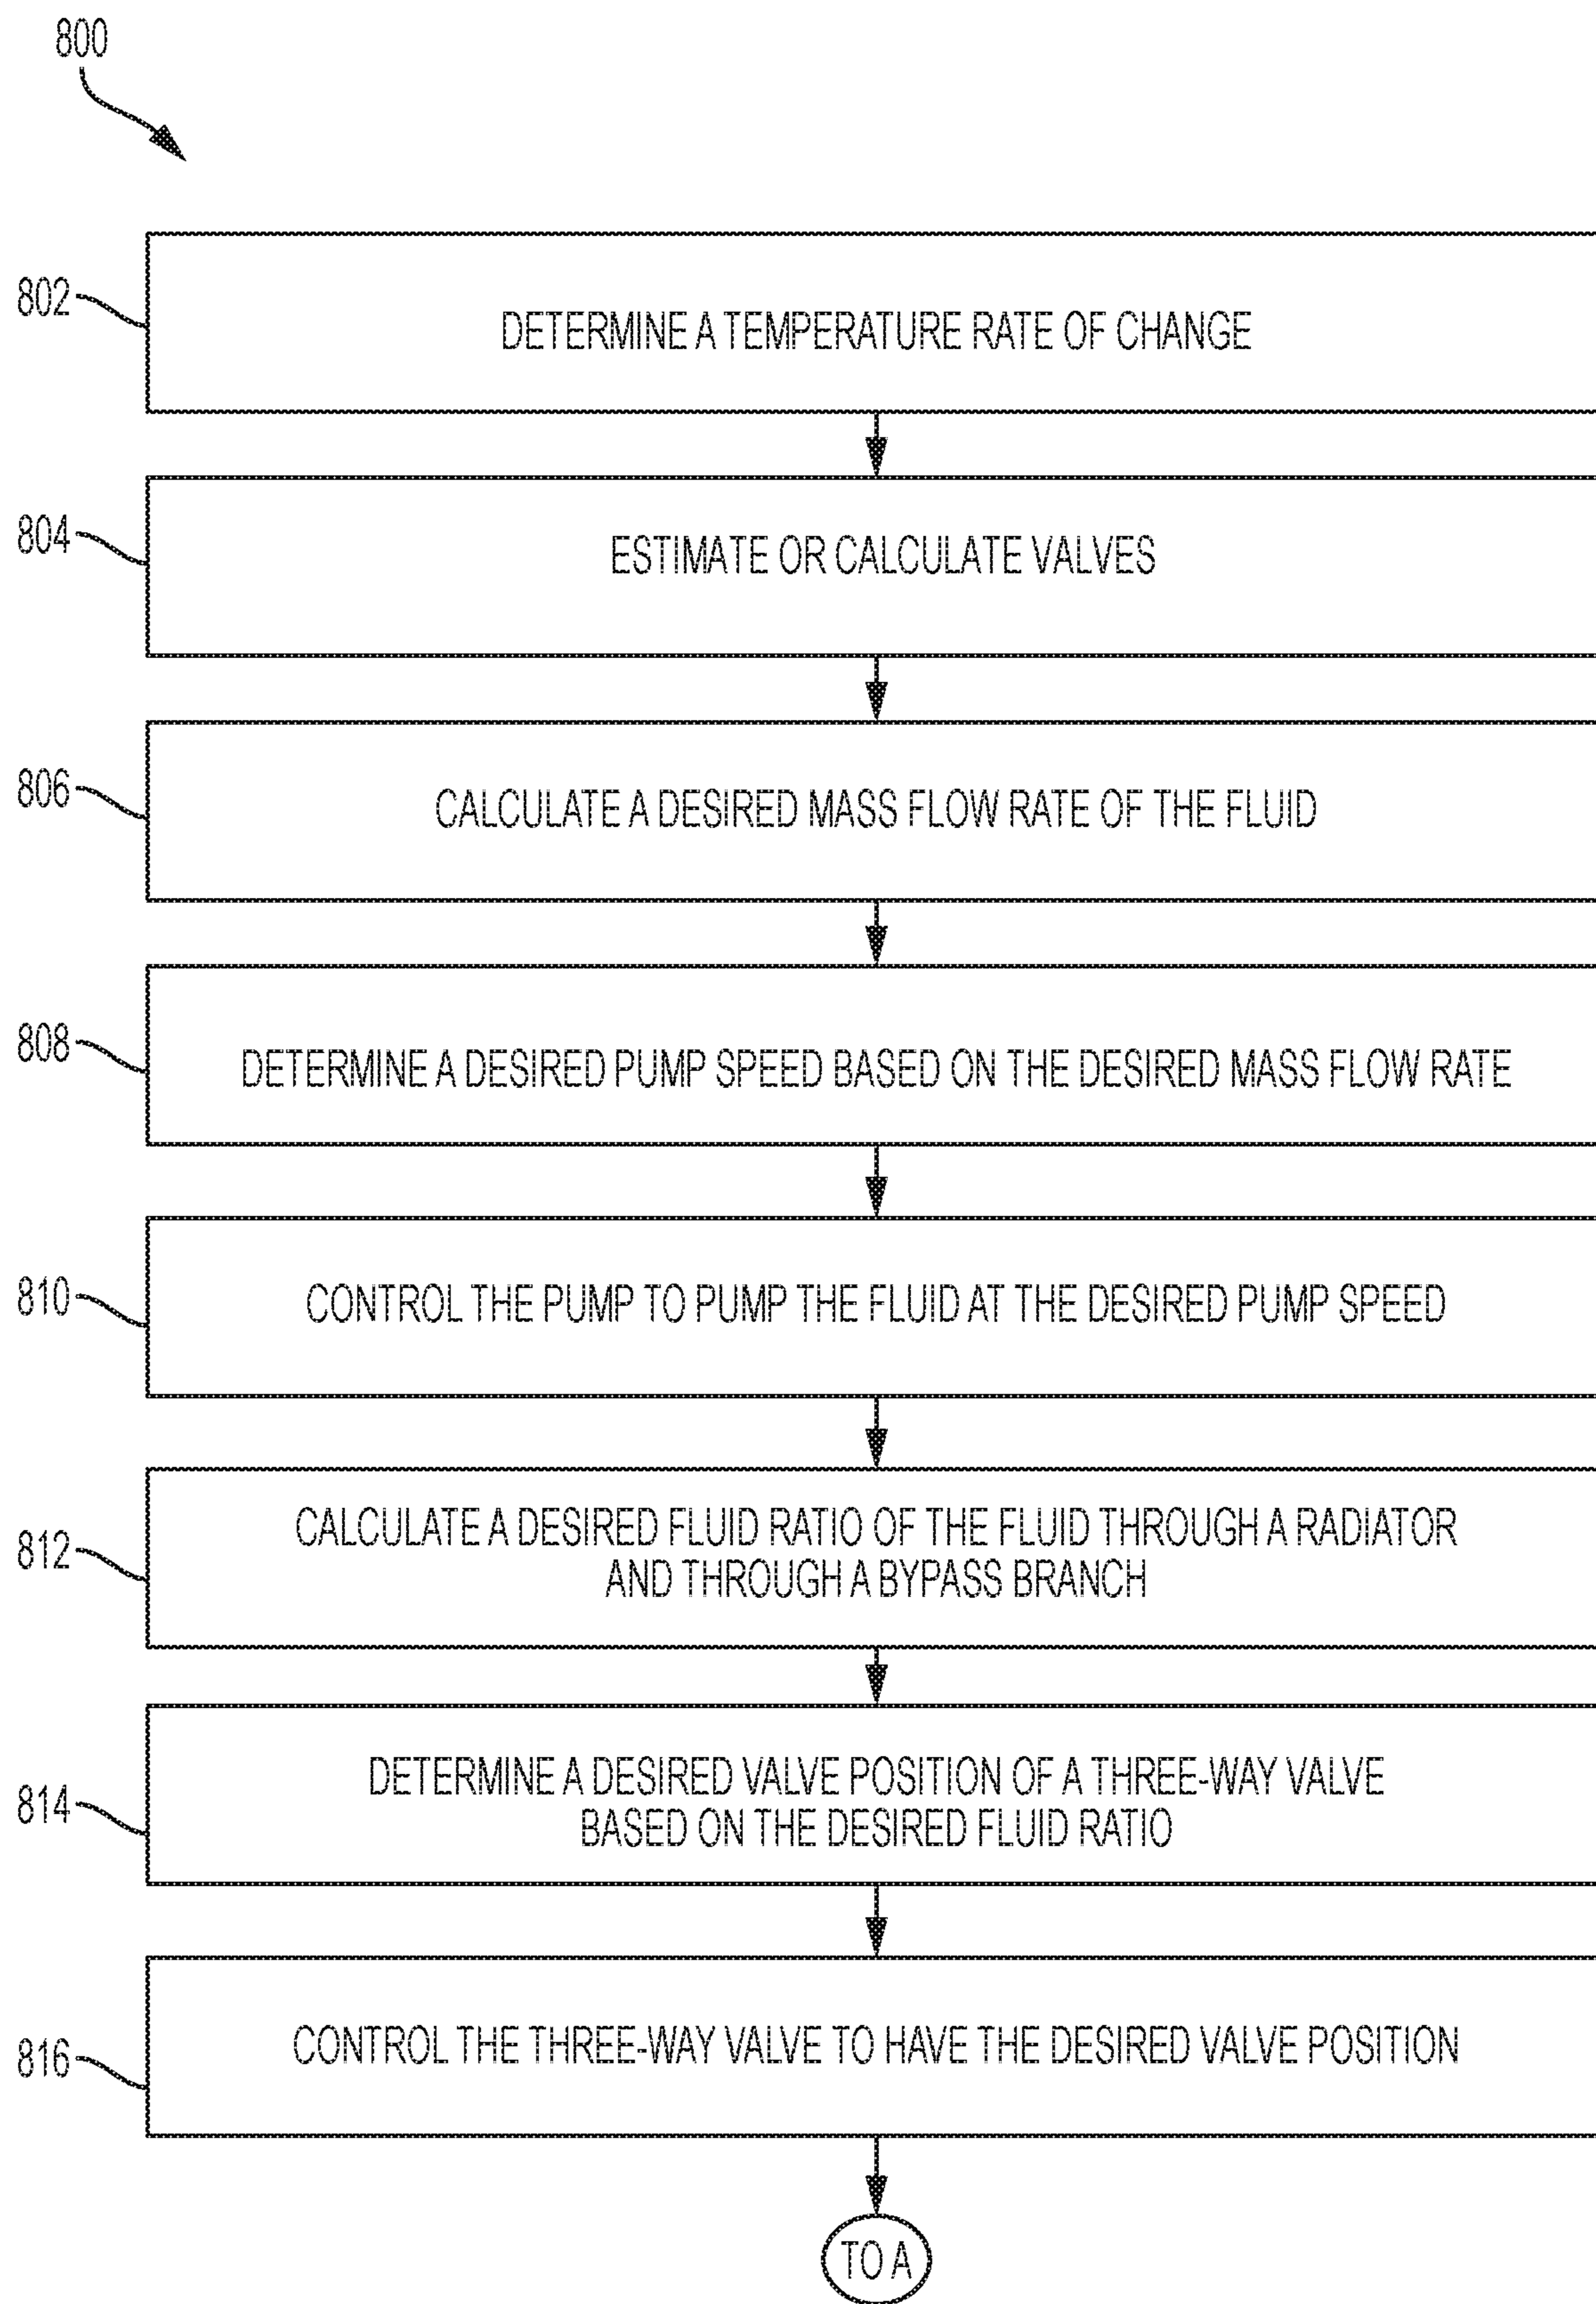 800
802
DETERMINE A TEMPERATURE RATE OF CHANGE
804
ESTIMATE OR CALCULATE VALVES
806
CALCULATE A DESIRED MASS FLOW RATE OF THE FLUID
808
DETERMINE A DESIRED PUMP SPEED BASED ON THE DESIRED MASS FLOW RATE
810
CONTROL THE PUMP TO PUMP THE FLUID AT THE DESIRED PUMP SPEED
812
CALCULATE A DESIRED FLUID RATIO OF THE FLUID THROUGH A RADIATOR
AND THROUGH A BYPASS BRANCH
814
DETERMINE A DESIRED VALVE POSITION OF A THREE-WAY VALVE
BASED ON THE DESIRED FLUID RATIO
816
CONTROL THE THREE-WAY VALVE TO HAVE THE DESIRED VALVE POSITION
TO A